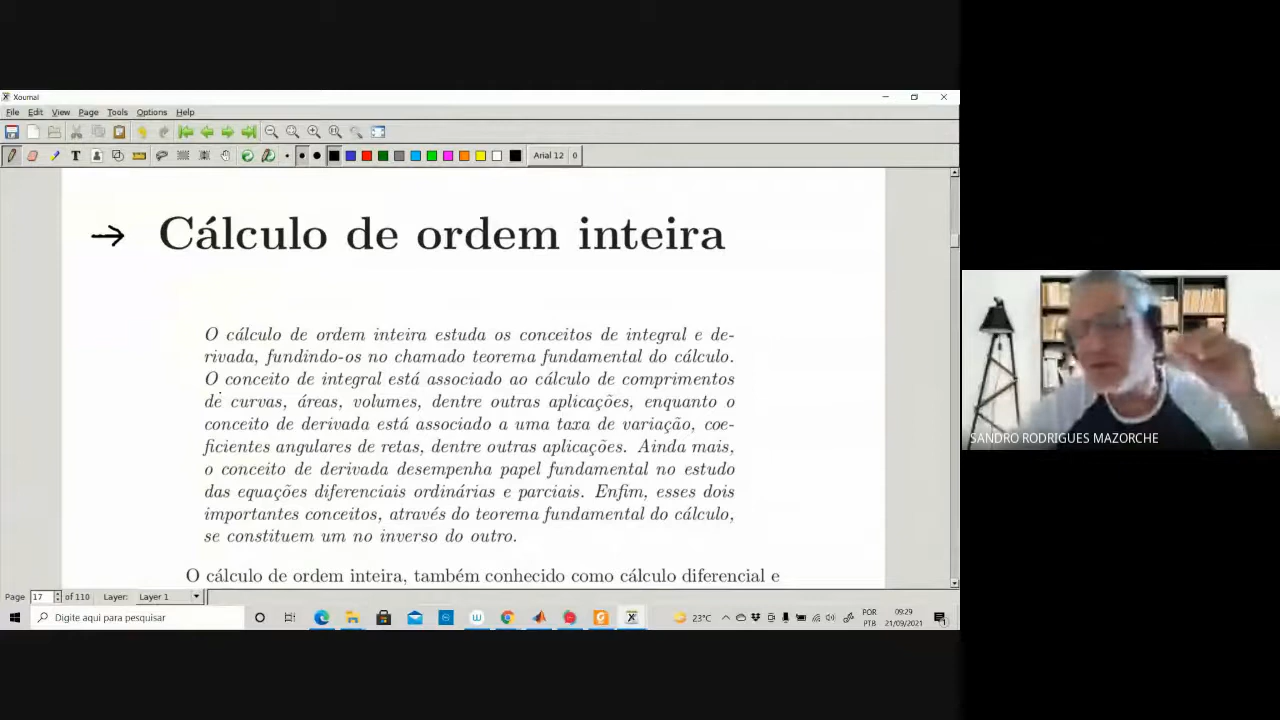 Xournal
File Edit View Page Tools Options Help
Arial 12 0
Cálculo de ordem inteira
O cálculo de ordem inteira estuda os conceitos de integral e de-
rivada, fundindo-os no chamado teorema fundamental do cálculo.
O conceito de integral está associado ao cálculo de comprimentos
de curvas, áreas, volumes, dentre outras aplicações, enquanto o
conceito de derivada está associado a uma taxa de variação, coe-
ficientes angulares de retas, dentre outras aplicações. Ainda mais,
o conceito de derivada desempenha papel fundamental no estudo
das equações diferenciais ordinárias e parciais. Enfim, esses dois
importantes conceitos, através do teorema fundamental do cálculo,
se constituem um no inverso do outro.
O cálculo de ordem inteira, também conhecido como cálculo diferencial e
SANDRO RODRIGUES MAZORCHE
Page 17 of 110 Layer: Layer 1
Digite aqui para pesquisar
23°C
POR
PTB
09:29
21/09/2021